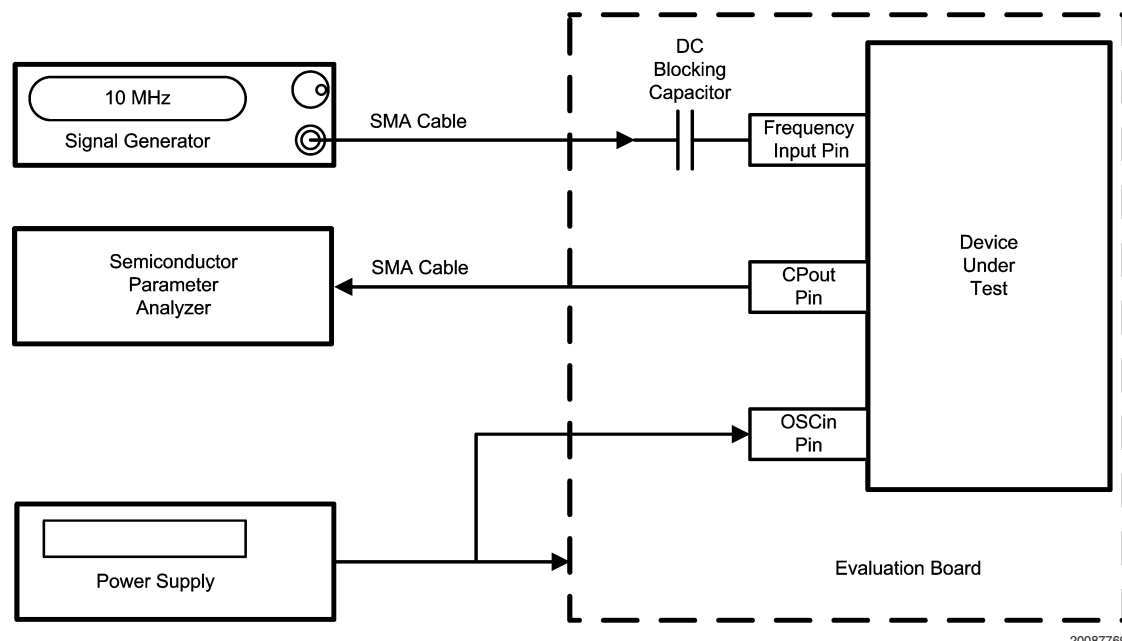 10 MHz
Signal Generator
SMA Cable
DC
Blocking
Capacitor
Frequency
Input Pin
Semiconductor
Parameter
Analyzer
SMA Cable
CPout
Pin
Device
Under
Test
OSCin
Pin
Power Supply
Evaluation Board